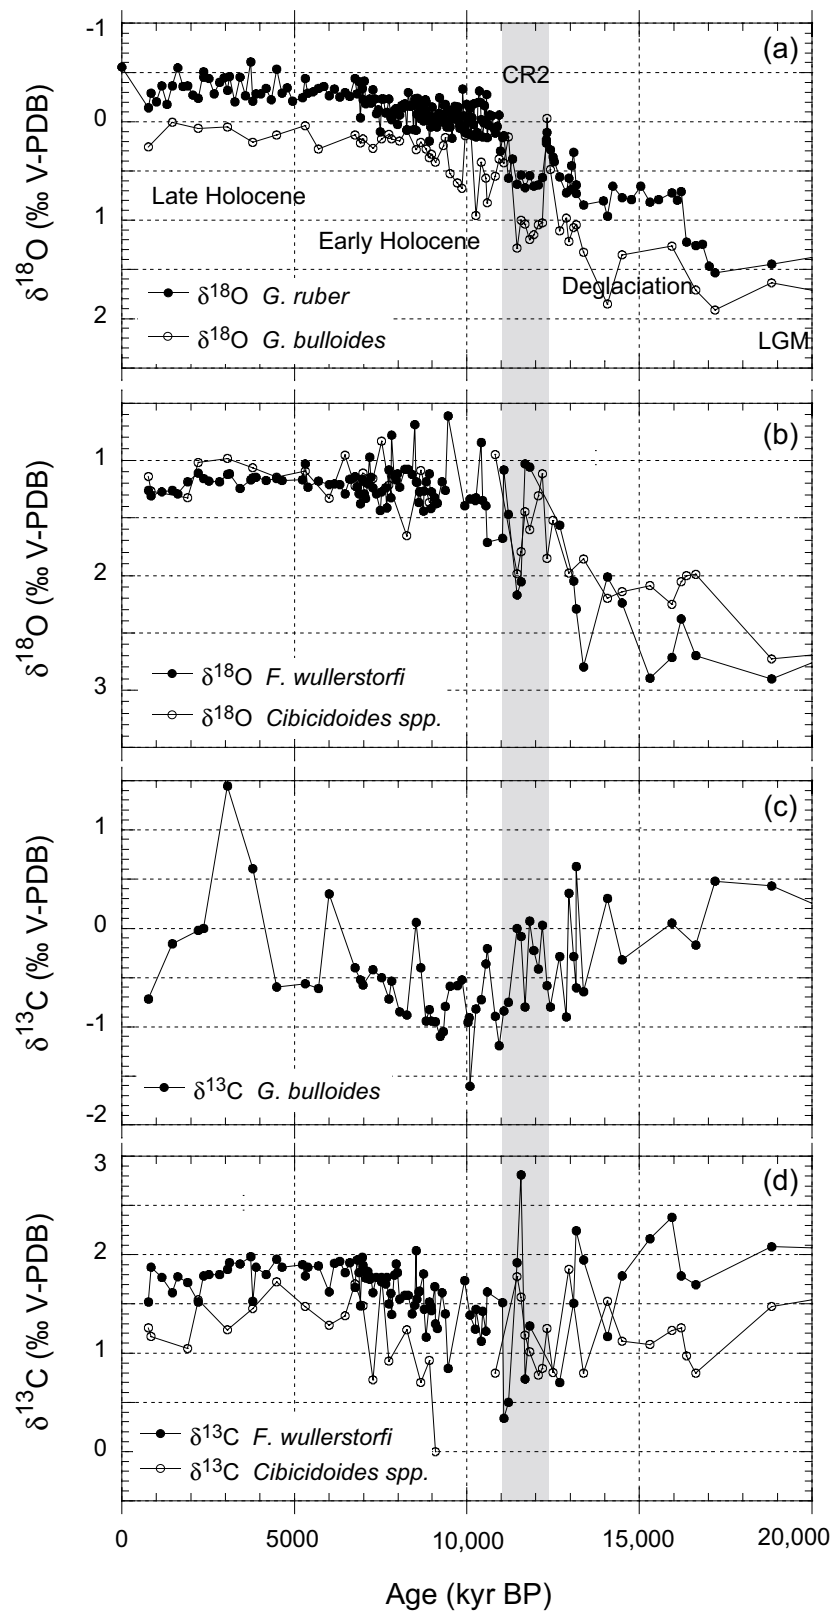 -1
(a)
CR2
0
Late Holocene
1
Early Holocene
Deglaciation
δ18O G. ruber
2
δ18O G. bulloides
LGM
δ18O (‰ V-PDB)
(b)
1
2
δ18O F. wullerstorfi
3
δ18O Cibicidoides spp.
δ18O (‰ V-PDB)
(c)
1
0
-1
δ13C G. bulloides
-2
δ13C (‰ V-PDB)
3
(d)
2
1
δ13C F. wullerstorfi
0
δ13C Cibicidoides spp.
δ13C (‰ V-PDB)
0 5000 10,000 15,000 20,000
Age (kyr BP)